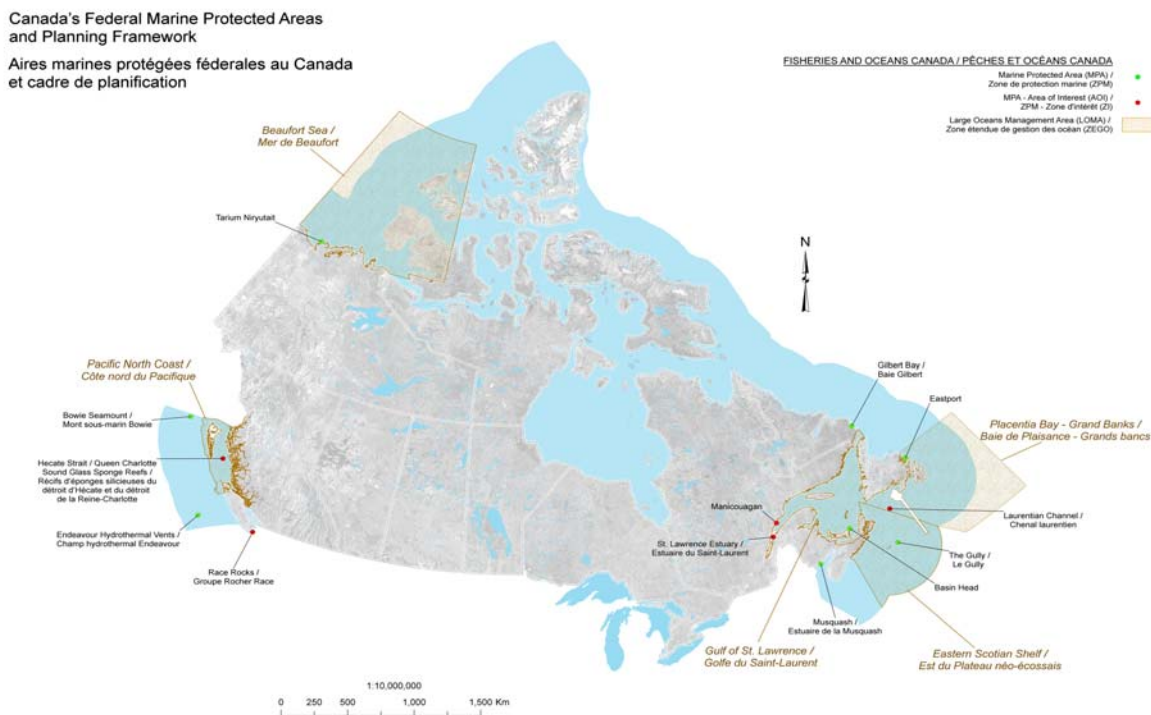 Canada's Federal Marine Protected Areas
and Planning Framework
Aires marines protégées féderales au Canada
et cadre de planification
FISHERIES AND OCEANS CANADA / PÊCHES ET OCÉANS CANADA
Marine Protected Area (MPA) /
Zone de protection marine (ZPM)
MPA - Area of Interest (AOI) /
ZPM - Zone d'intérêt (ZI)
Large Oceans Management Area (LOMA) /
Zone étendue de gestion des océan (ZEGO)
Beaufort Sea /
Mer de Beaufort
Tarium Niryutait
N
Pacific North Coast /
Côte nord du Pacifique
Bowie Seamount /
Mont sous-marin Bowie
Hecate Strait / Queen Charlotte
Sound Glass Sponge Reefs /
Récifs d'éponges silicieuses du
détroit d'Hécate et du détroit
de la Reine-Charlotte
Endeavour Hydrothermal Vents /
Champ hydrothermal Endeavour
Race Rocks /
Groupe Rocher Race
Gilbert Bay /
Baie Gilbert
Eastport
Placentia Bay - Grand Banks /
Baie de Plaisance - Grands bancs
Manicouagan
St. Lawrence Estuary /
Estuaire du Saint-Laurent
Laurentian Channel /
Chenal laurentien
The Gully /
Le Gully
Basin Head
Musquash /
Estuaire de la Musquash
Gulf of St. Lawrence /
Golfe du Saint-Laurent
Eastern Scotian Shelf /
Est du Plateau néo-écossais
1:10,000,000
0 250 500 1,000 1,500 Km